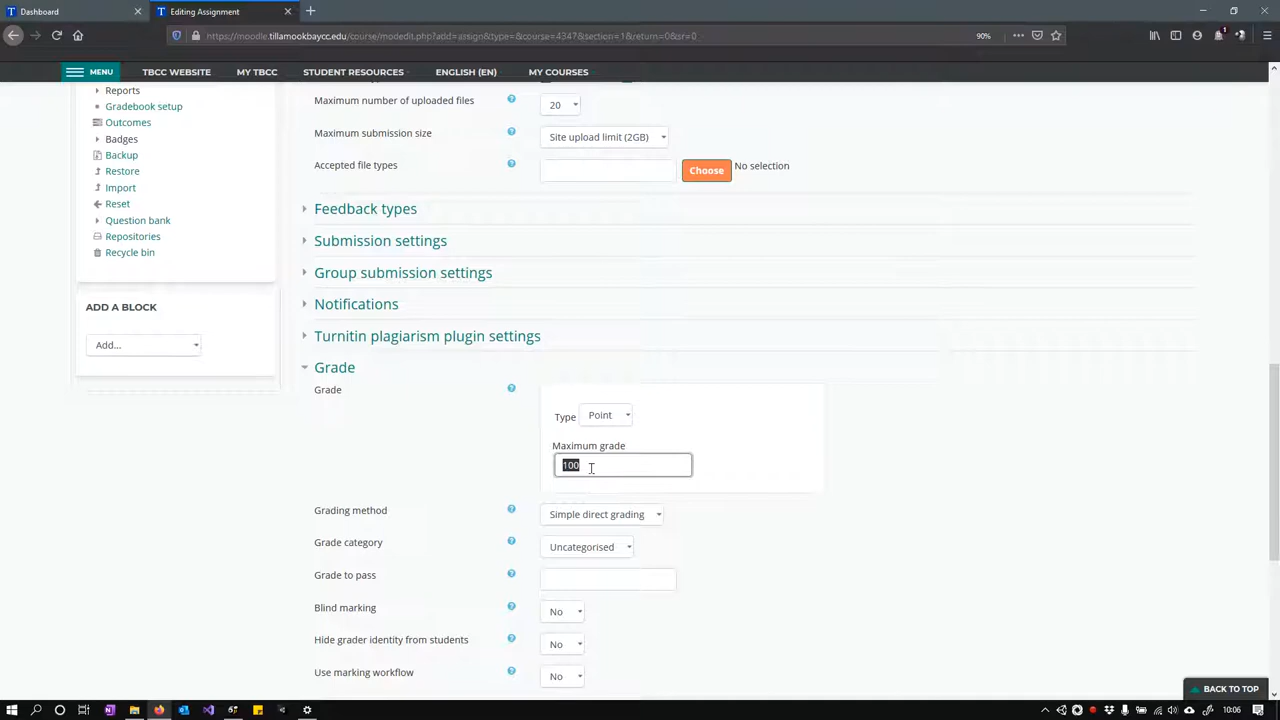 Dashboard
Editing Assignment
https://moodle.tillamookbaycc.edu/course/modedit.php?add=assign&type=&course=4347&section=1&return=0&sr=0
90%
MENU
TBCC WEBSITE
MY TBCC
STUDENT RESOURCES
ENGLISH (EN)
MY COURSES
Reports
Gradebook setup
Outcomes
Badges
Backup
Restore
Import
Reset
Question bank
Repositories
Recycle bin
ADD A BLOCK
Add...
Maximum number of uploaded files
20
Maximum submission size
Site upload limit (2GB)
Accepted file types
Choose
No selection
Feedback types
Submission settings
Group submission settings
Notifications
Turnitin plagiarism plugin settings
Grade
Grade
Type
Point
Maximum grade
100
Grading method
Simple direct grading
Grade category
Uncategorised
Grade to pass
Blind marking
No
Hide grader identity from students
No
Use marking workflow
No
BACK TO TOP
10:06